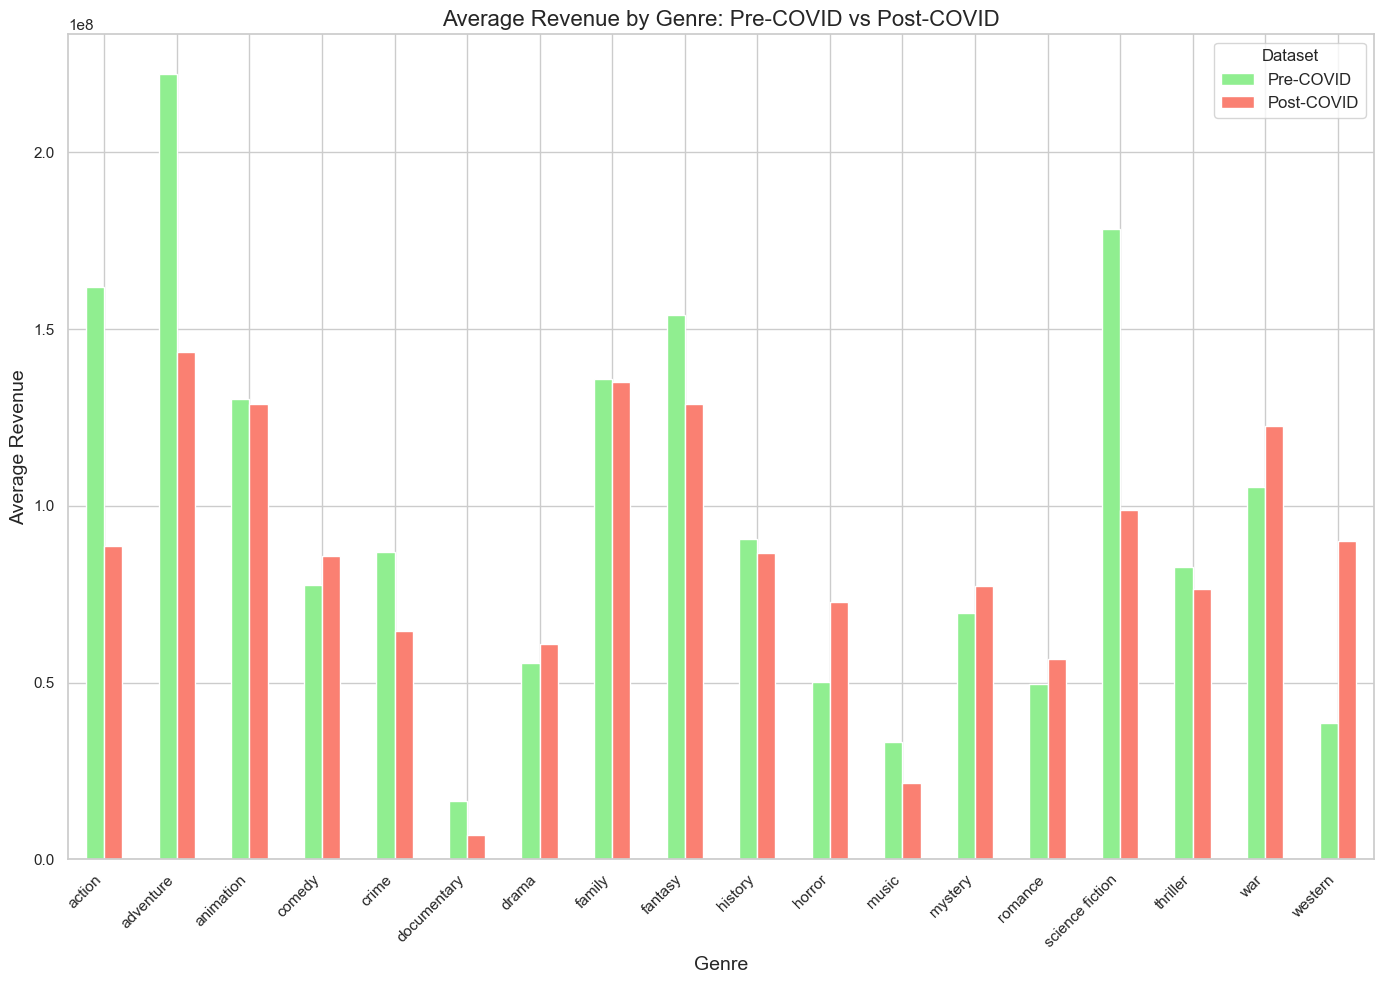 Average Revenue by Genre: Pre-COVID vs Post-COVID
1e8
Dataset
Pre-COVID
Post-COVID
Average Revenue
2.0
1.5
1.0
0.5
0.0
action
adventure
animation
comedy
crime
documentary
drama
family
fantasy
history
horror
music
mystery
romance
science fiction
thriller
war
western
Genre